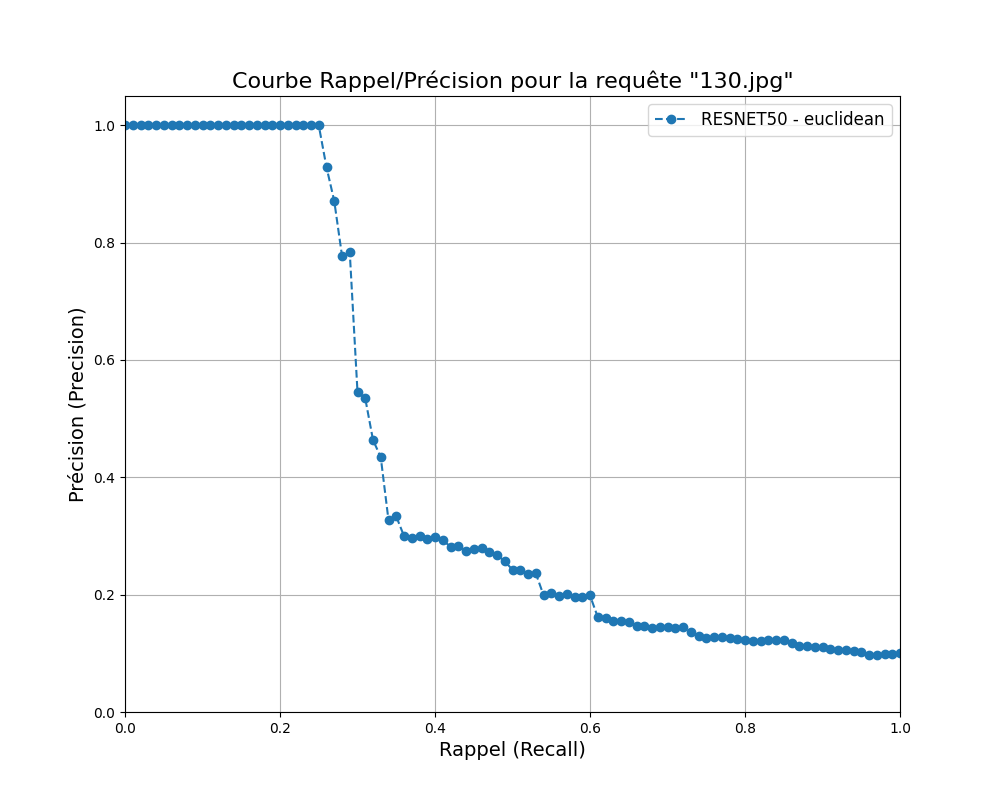 Courbe Rappel/Précision pour la requête "130.jpg"
RESNET50 - euclidean
1.0
0.8
0.6
0.4
0.2
0.0
Précision (Precision)
0.0 0.2 0.4 0.6 0.8 1.0
Rappel (Recall)